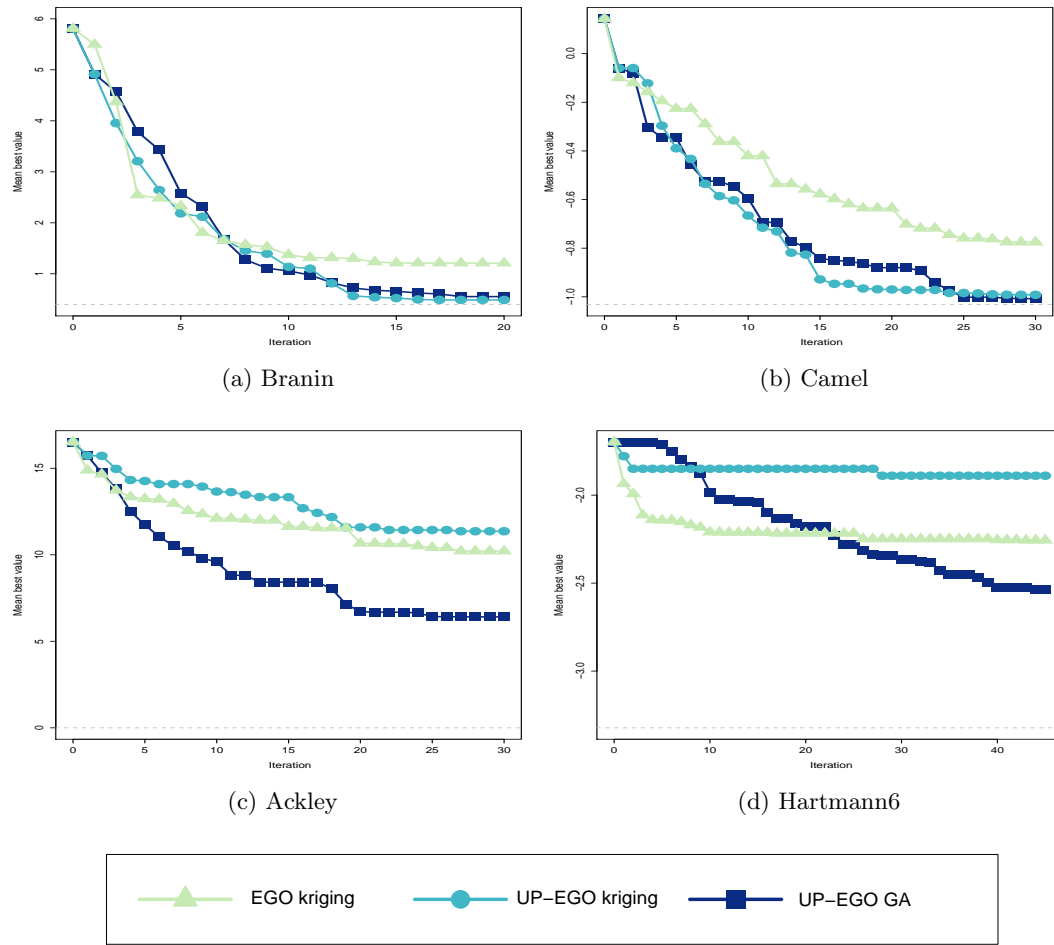 6
5
4
3
2
1
Mean best value
0
5
10
15
20
Iteration
(a) Branin
0.0
−0.2
−0.4
−0.6
−0.8
−1.0
Mean best value
0
5
10
15
20
25
30
Iteration
(b) Camel
15
10
5
0
Mean best value
0
5
10
15
20
25
30
Iteration
(c) Ackley
−2.0
−2.5
−3.0
Mean best value
0
10
20
30
40
Iteration
(d) Hartmann6
EGO kriging
UP−EGO kriging
UP−EGO GA